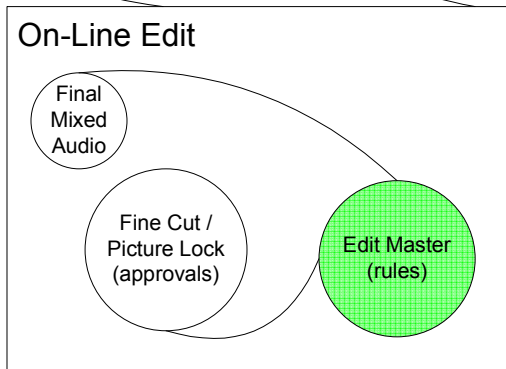 On-Line Edit
Final
Mixed
Audio
Fine Cut /
Picture Lock
(approvals)
Edit Master
(rules)